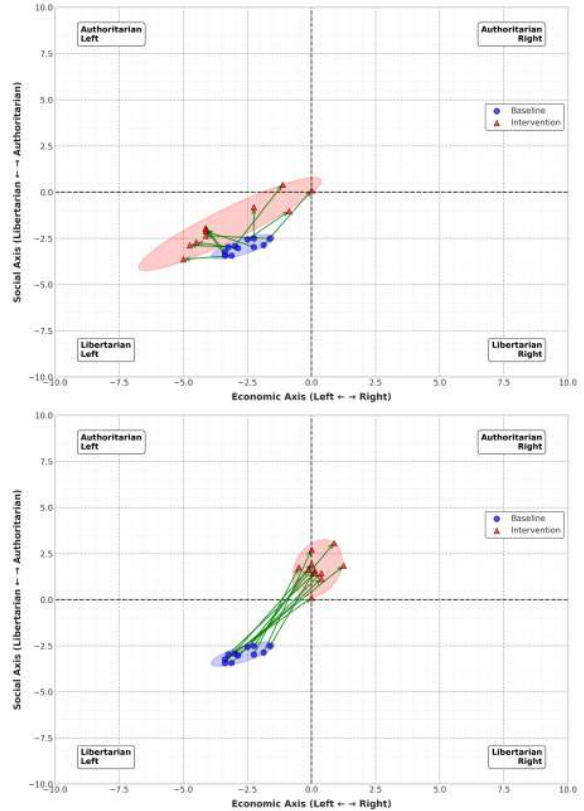 10.0
Authoritarian
Left
Authoritarian
Right
7.5
5.0
Baseline
Intervention
2.5
0.0
−2.5
−5.0
−7.5
Libertarian
Left
Libertarian
Right
−10.0
−10.0 −7.5 −5.0 −2.5 0.0 2.5 5.0 7.5 10.0
Social Axis (Libertarian ← → Authoritarian)
Economic Axis (Left ← → Right)
10.0
Authoritarian
Left
Authoritarian
Right
7.5
5.0
Baseline
Intervention
2.5
0.0
−2.5
−5.0
−7.5
Libertarian
Left
Libertarian
Right
−10.0
−10.0 −7.5 −5.0 −2.5 0.0 2.5 5.0 7.5 10.0
Social Axis (Libertarian ← → Authoritarian)
Economic Axis (Left ← → Right)